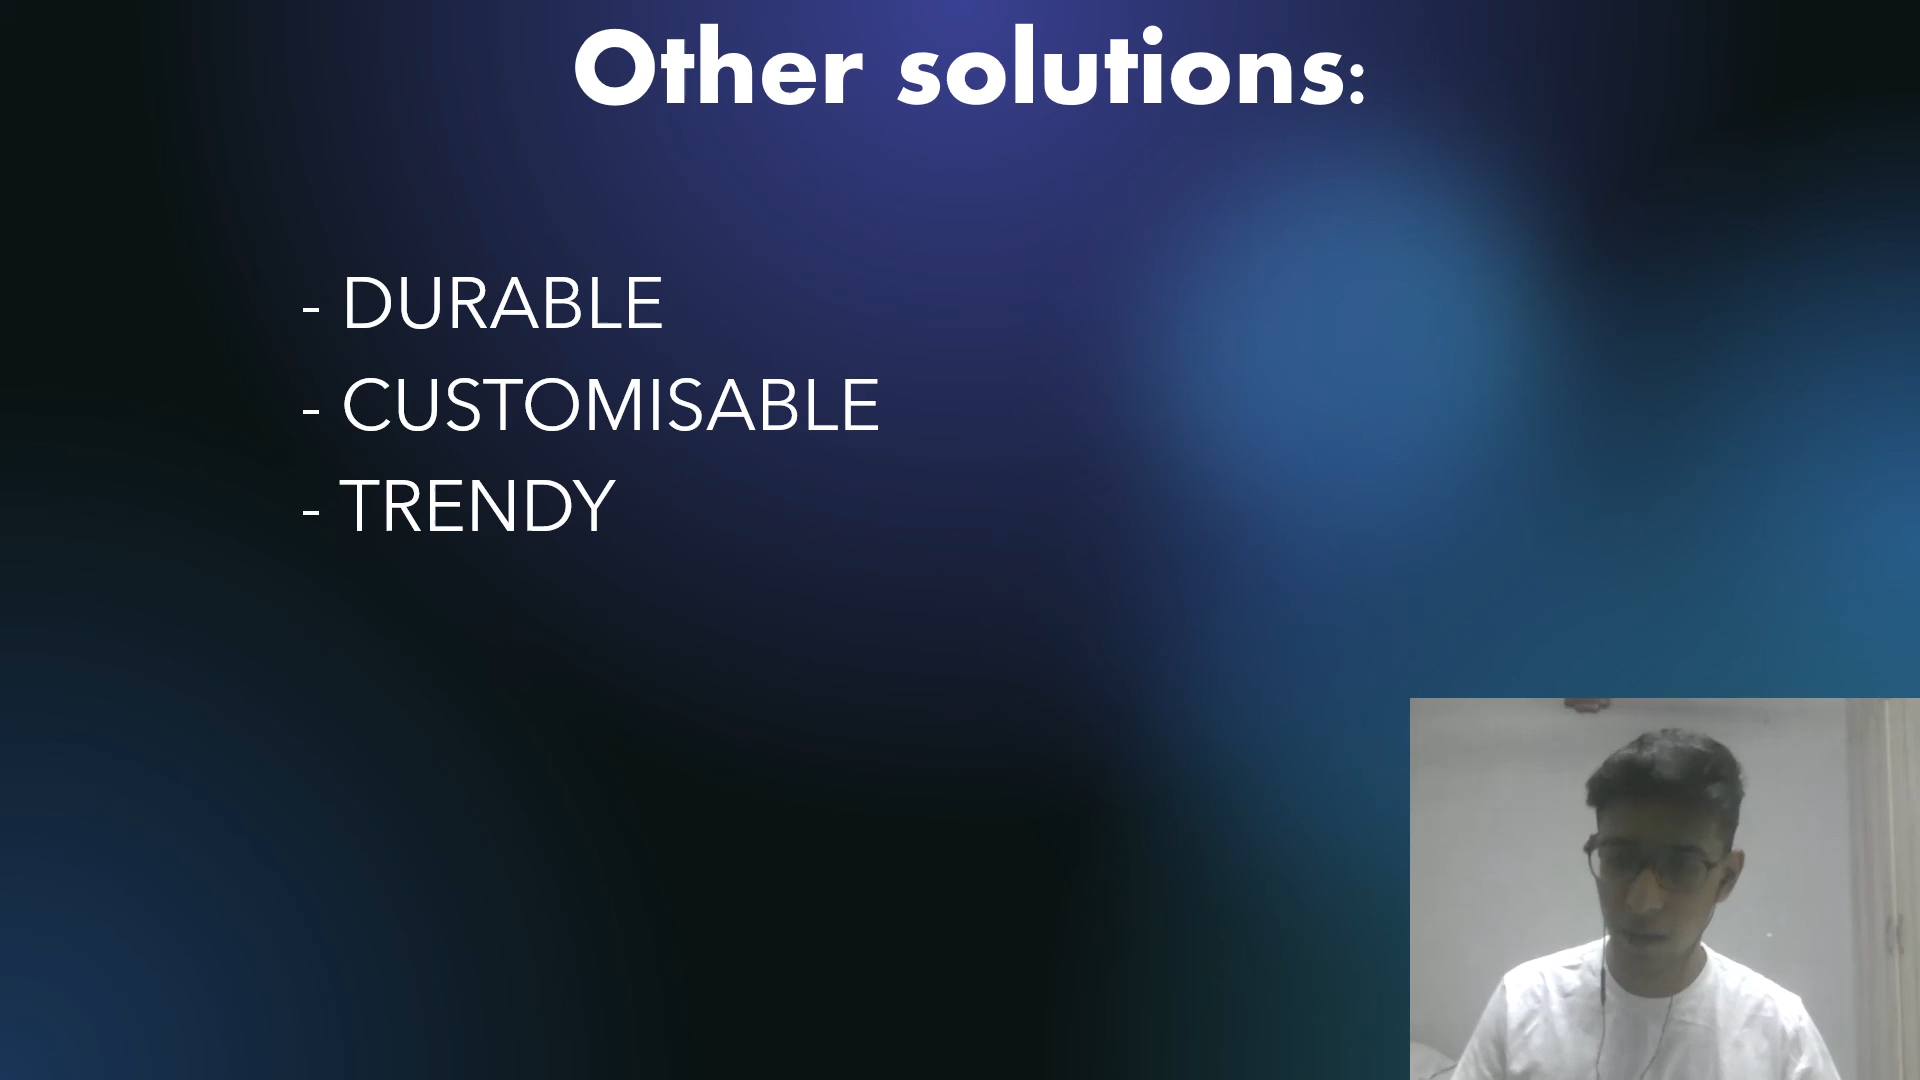 Other solutions:
- DURABLE
- CUSTOMISABLE
- TRENDY